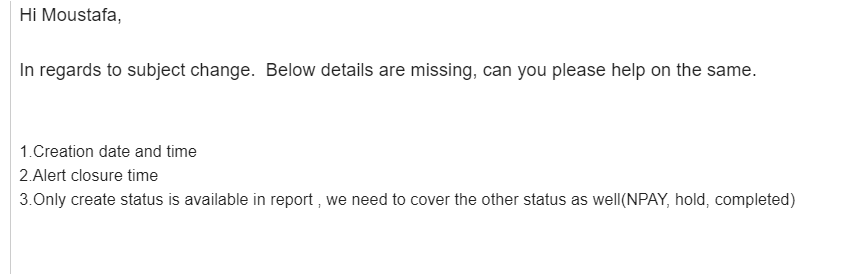 Hi Moustafa,
In regards to subject change.  Below details are missing, can you please help on the same.
1.Creation date and time
2.Alert closure time
3.Only create status is available in report , we need to cover the other status as well(NPAY, hold, completed)